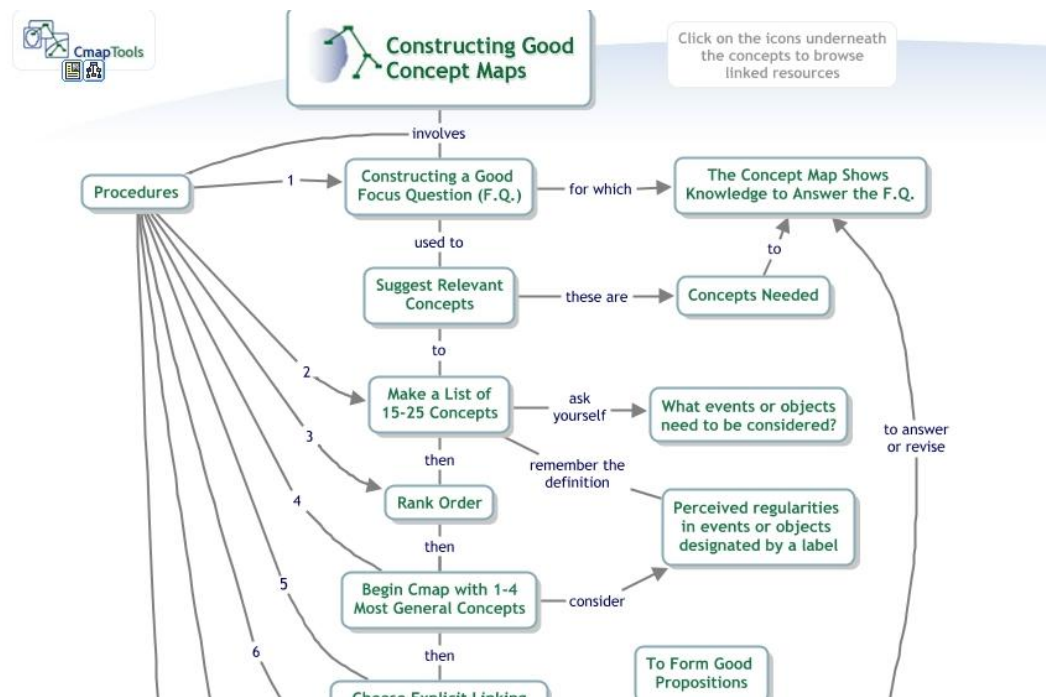 CmapTools
Constructing Good
Concept Maps
Click on the icons underneath
the concepts to browse
linked resources
involves
Procedures
1
Constructing a Good
Focus Question (F.Q.)
for which
The Concept Map Shows
Knowledge to Answer the F.Q.
used to
to
Suggest Relevant
Concepts
these are
Concepts Needed
to
2
Make a List of
15-25 Concepts
ask
yourself
What events or objects
need to be considered?
to answer
or revise
3
then
remember the
definition
4
Rank Order
Perceived regularities
in events or objects
designated by a label
then
5
Begin Cmap with 1-4
Most General Concepts
consider
6
then
To Form Good
Propositions
Choose Explicit Linking